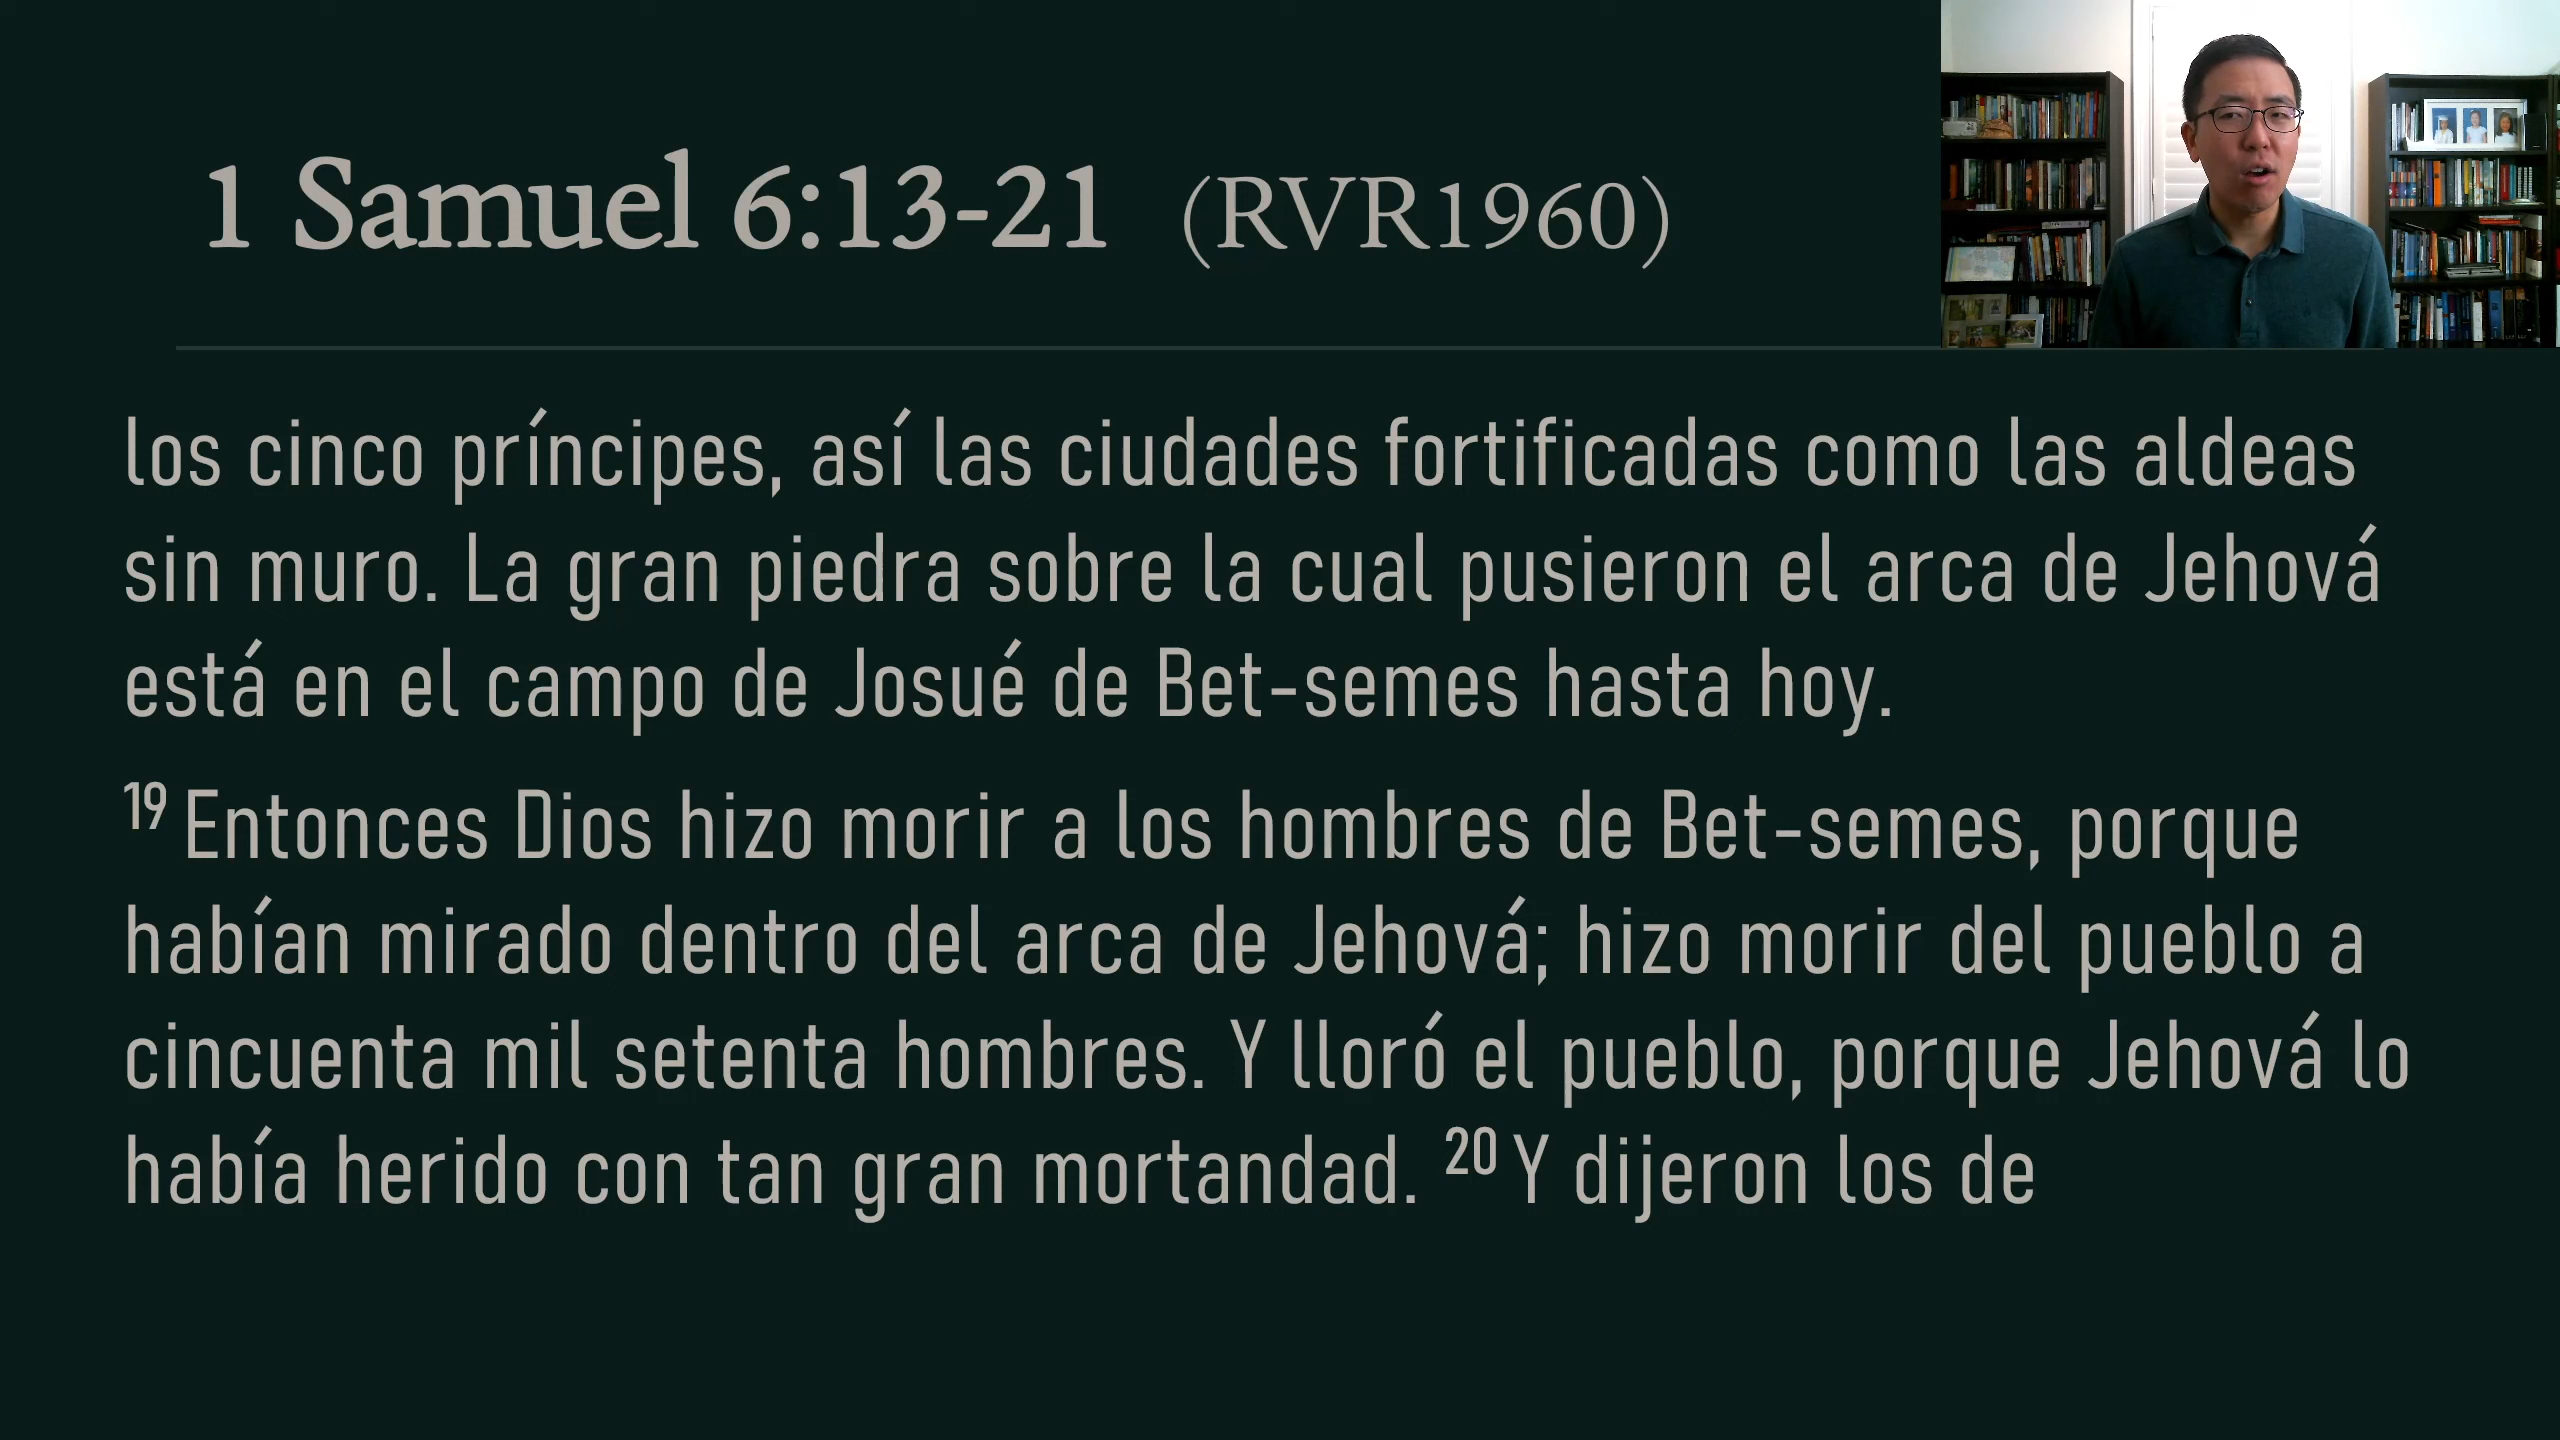 1 Samuel 6:13-21 (RVR1960)
los cinco príncipes, así las ciudades fortificadas como las aldeas
sin muro. La gran piedra sobre la cual pusieron el arca de Jehová
está en el campo de Josué de Bet-semes hasta hoy.
19 Entonces Dios hizo morir a los hombres de Bet-semes, porque
habían mirado dentro del arca de Jehová; hizo morir del pueblo a
cincuenta mil setenta hombres. Y lloró el pueblo, porque Jehová lo
había herido con tan gran mortandad. 20 Y dijeron los de